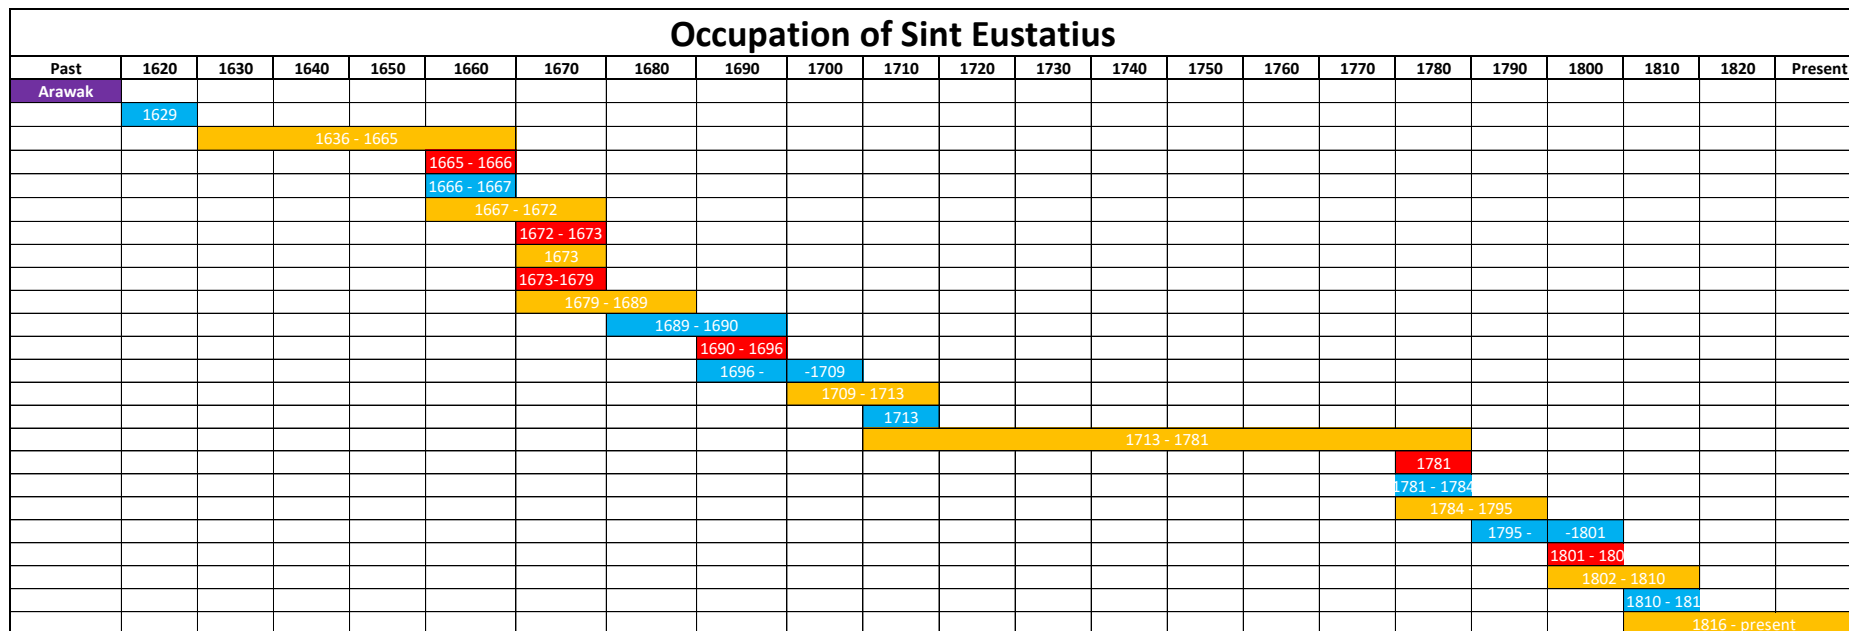 Occupation of Sint Eustatius
Past 1620 1630 1640 1650 1660 1670 1680 1690 1700 1710 1720 1730 1740 1750 1760 1770 1780 1790 1800 1810 1820 Present
Arawak
1629
1636 - 1665
1665 - 1666
1666 - 1667
1667 - 1672
1672 - 1673
1673
1673-1679
1679 - 1689
1689 - 1690
1690 - 1696
1696 - -1709
1709 - 1713
1713
1713 - 1781
1781
1781 - 1784
1784 - 1795
1795 - -1801
1801 - 180
1802 - 1810
1810 - 181
1816 - present